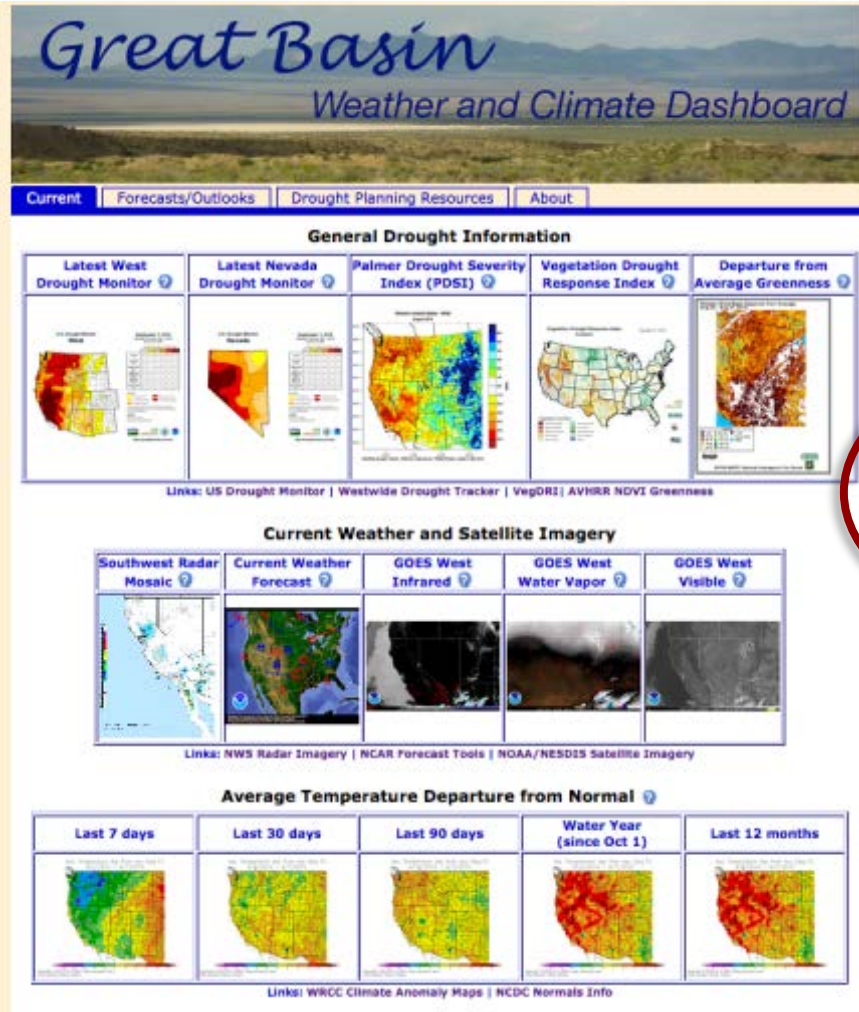 Great Basin
Weather and Climate Dashboard
Current
Forecasts/Outlooks
Drought Planning Resources
About
General Drought Information
Latest West Drought Monitor
Latest Nevada Drought Monitor
Palmer Drought Severity Index (PDSI)
Vegetation Drought Response Index
Departure from Average Greenness
Links: US Drought Monitor | Westwide Drought Tracker | VegDRI| AVHRR NDVI Greenness
Current Weather and Satellite Imagery
Southwest Radar Mosaic
Current Weather Forecast
GOES West Infrared
GOES West Water Vapor
GOES West Visible
Links: NWS Radar Imagery | NCAR Forecast Tools | NOAA/NESDIS Satellite Imagery
Average Temperature Departure from Normal
Last 7 days
Last 30 days
Last 90 days
Water Year (since Oct 1)
Last 12 months
Links: WRCC Climate Anomaly Maps | NCDC Normals Info